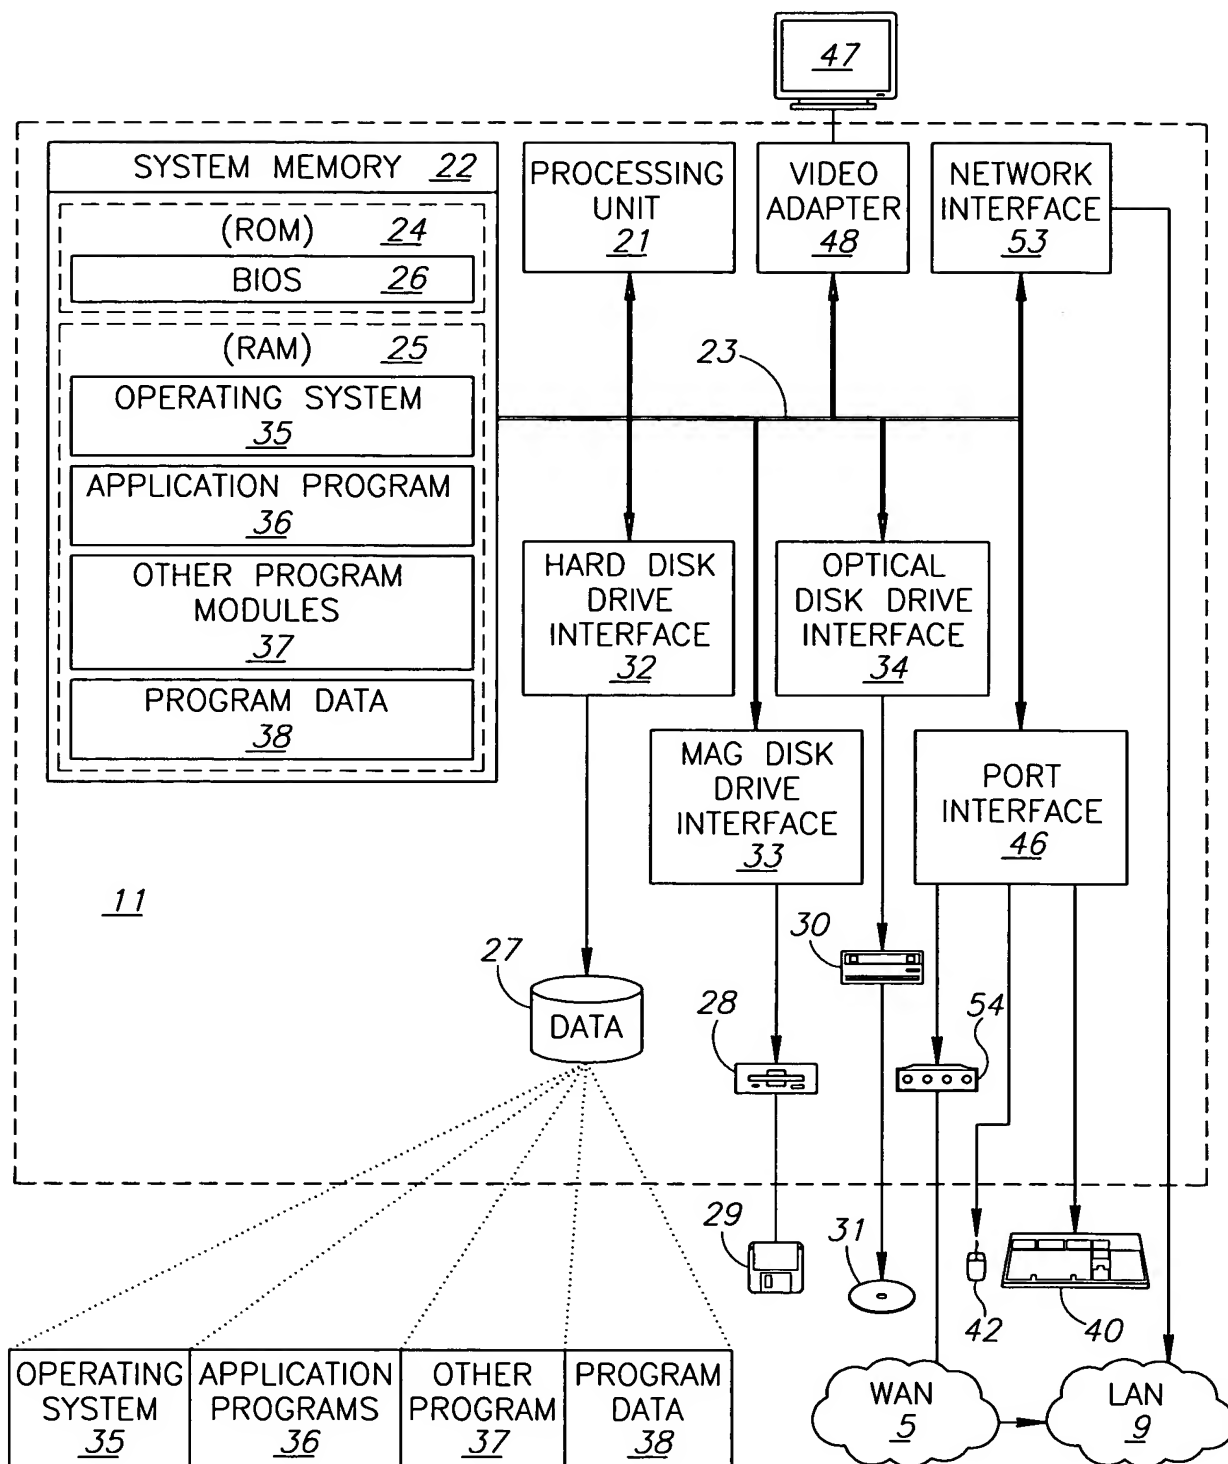 47
SYSTEM MEMORY 22
(ROM) 24
BIOS 26
(RAM) 25
OPERATING SYSTEM
35
APPLICATION PROGRAM
36
OTHER PROGRAM
MODULES
37
PROGRAM DATA
38
PROCESSING
UNIT
21
VIDEO
ADAPTER
48
NETWORK
INTERFACE
53
23
HARD DISK
DRIVE
INTERFACE
32
OPTICAL
DISK DRIVE
INTERFACE
34
MAG DISK
DRIVE
INTERFACE
33
PORT
INTERFACE
46
11
27
DATA
30
28
54
29
31
42
40
OPERATING
SYSTEM
35
APPLICATION
PROGRAMS
36
OTHER
PROGRAM
37
PROGRAM
DATA
38
WAN
5
LAN
9